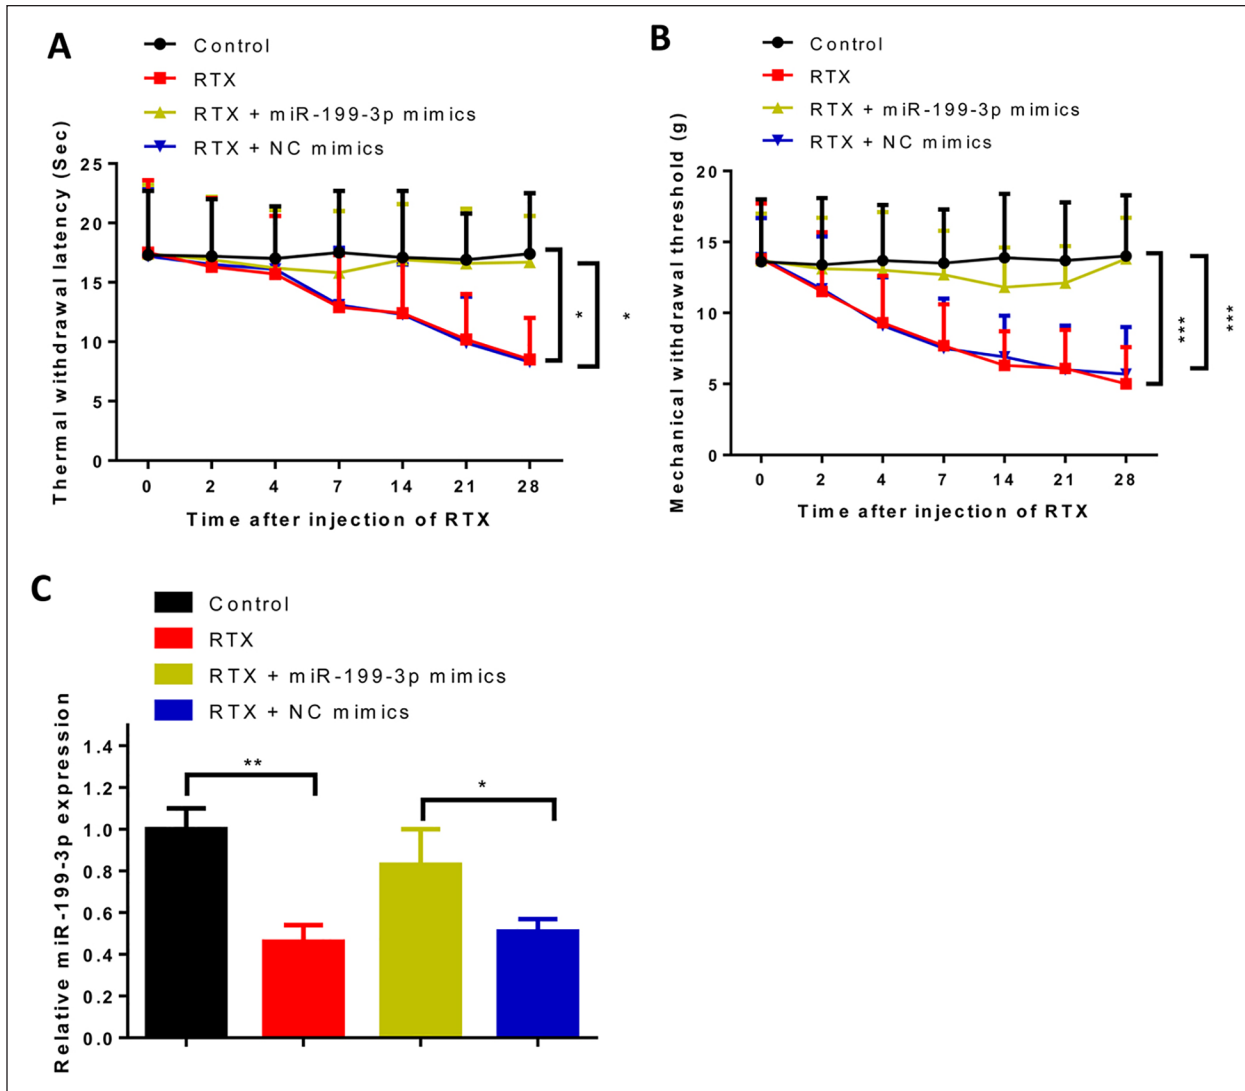 A
Control
RTX
RTX + miR-199-3p mimics
RTX + NC mimics
Thermal withdrawal latency (Sec)
25
20
15
10
5
0
0 2 4 7 14 21 28
Time after injection of RTX
*
*
B
Control
RTX
RTX + miR-199-3p mimics
RTX + NC mimics
Mechanical withdrawal threshold (g)
20
15
10
5
0
0 2 4 7 14 21 28
Time after injection of RTX
***
***
C
Control
RTX
RTX + miR-199-3p mimics
RTX + NC mimics
Relative miR-199-3p expression
1.4
1.2
1.0
0.8
0.6
0.4
0.2
0.0
**
*